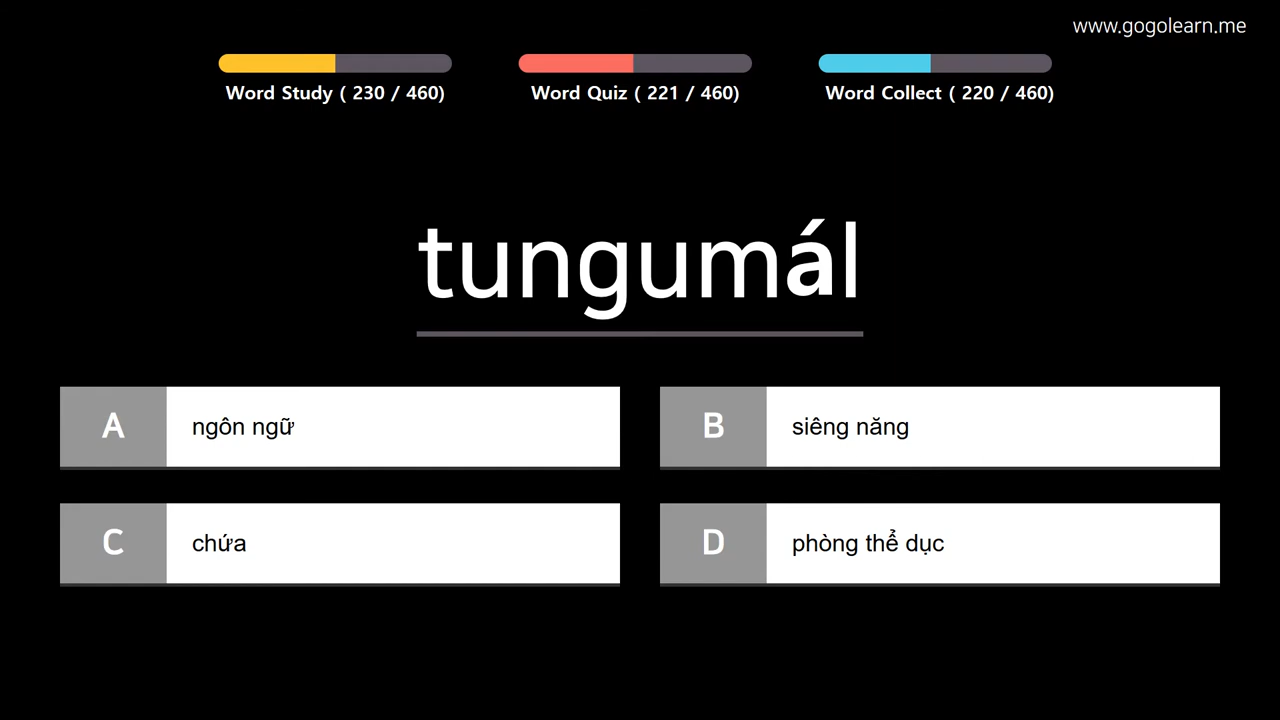 www.gogolearn.me
Word Study ( 230 / 460)
Word Quiz ( 221 / 460)
Word Collect ( 220 / 460)
tungumál
A ngôn ngữ
B siêng năng
C chứa
D phòng thể dục